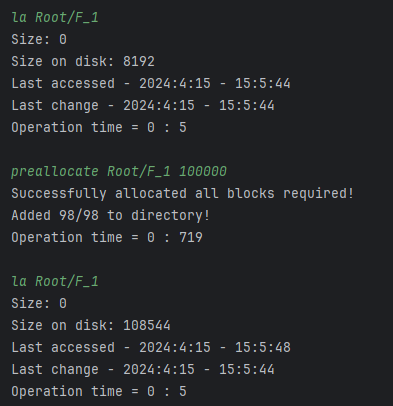 la Root/F_1
Size: 0
Size on disk: 8192
Last accessed - 2024:4:15 - 15:5:44
Last change - 2024:4:15 - 15:5:44
Operation time = 0 : 5
preallocate Root/F_1 100000
Successfully allocated all blocks required!
Added 98/98 to directory!
Operation time = 0 : 719
la Root/F_1
Size: 0
Size on disk: 108544
Last accessed - 2024:4:15 - 15:5:48
Last change - 2024:4:15 - 15:5:44
Operation time = 0 : 5